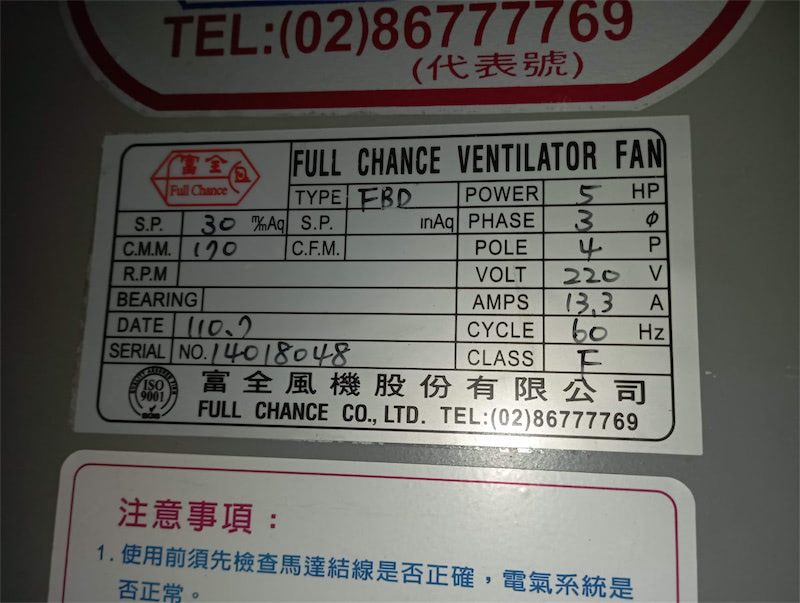 TEL:(02)86777769
(代表號)
富全
Full Chance
FULL CHANCE VENTILATOR FAN
TYPE FBD POWER 5 HP
S.P. 30 m/mAq S.P. inAq PHASE 3 ø
C.M.M. 170 C.F.M. POLE 4 P
R.P.M VOLT 220 V
BEARING AMPS 13.3 A
DATE 110.7 CYCLE 60 Hz
SERIAL NO. 14018048 CLASS F
ISO
9001
富全風機股份有限公司
FULL CHANCE CO., LTD. TEL:(02)86777769
注意事項：
1. 使用前須先檢查馬達結線是否正確，電氣系統是
否正常。